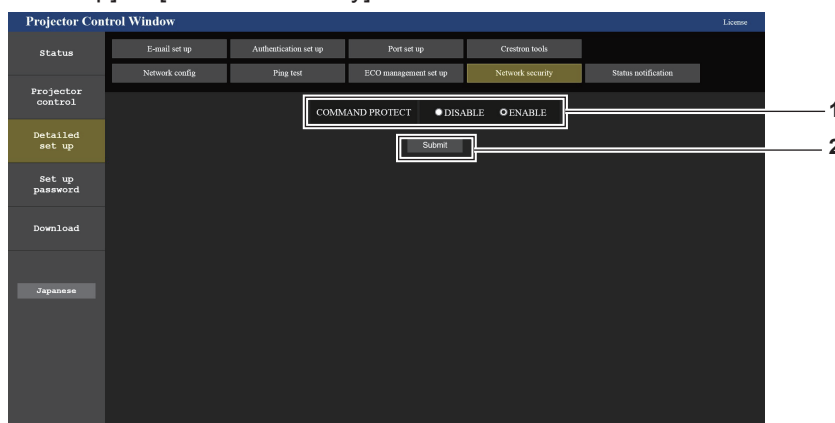 Projector Control Window
License
Status
E-mail set up
Authentication set up
Port set up
Crestron tools
Network config
Ping test
ECO management set up
Network security
Status notification
Projector
control
COMMAND PROTECT
DISABLE
ENABLE
1
Detailed
set up
Submit
2
Set up
password
Download
Japanese